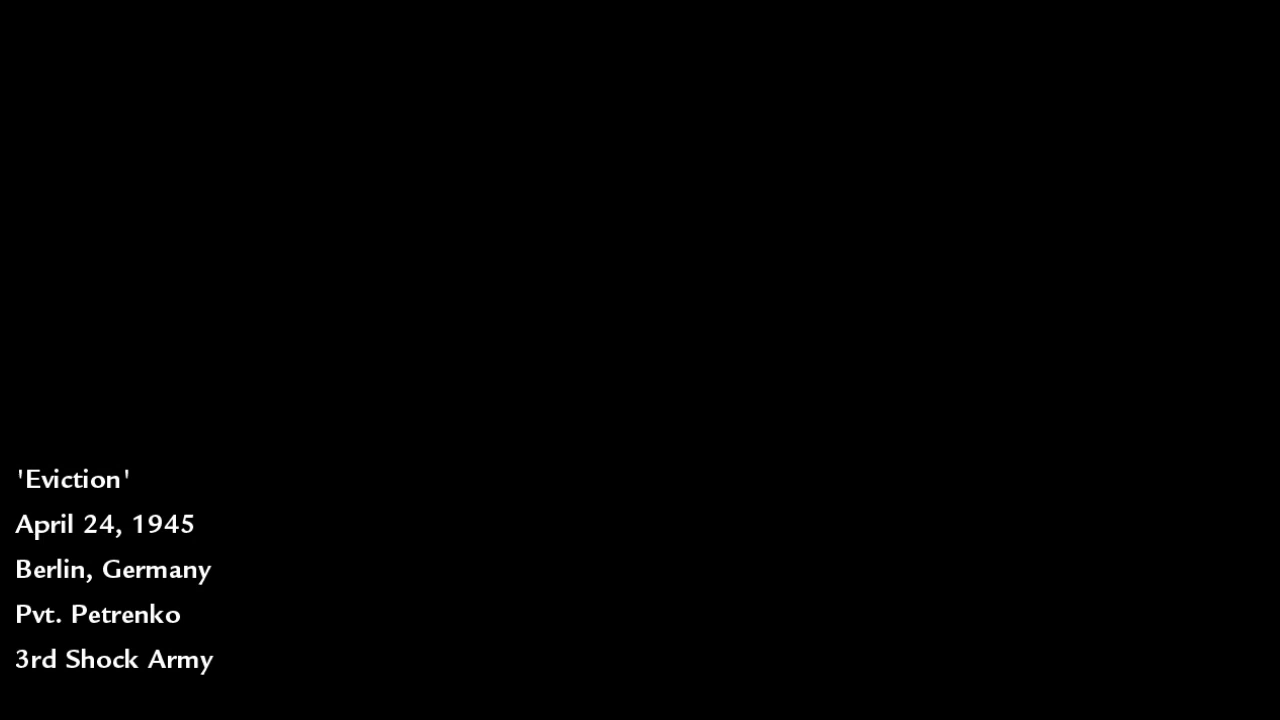 'Eviction'
April 24, 1945
Berlin, Germany
Pvt. Petrenko
3rd Shock Army